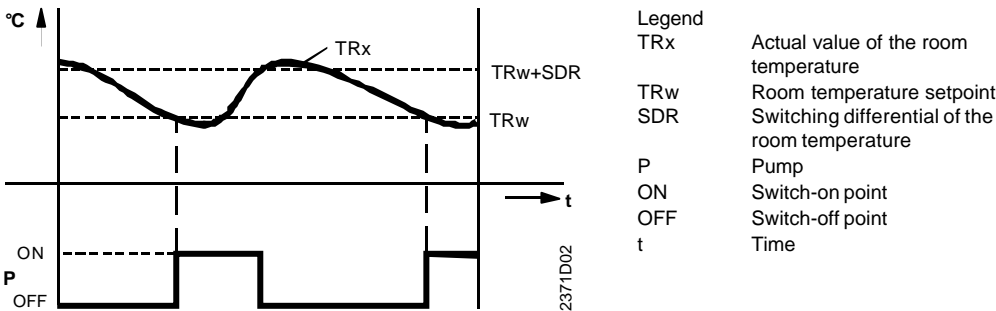 °C
TRx
TRw+SDR
TRw
t
ON
P
OFF
2371D02
Legend
TRx Actual value of the room
temperature
TRw Room temperature setpoint
SDR Switching differential of the
room temperature
P Pump
ON Switch-on point
OFF Switch-off point
t Time